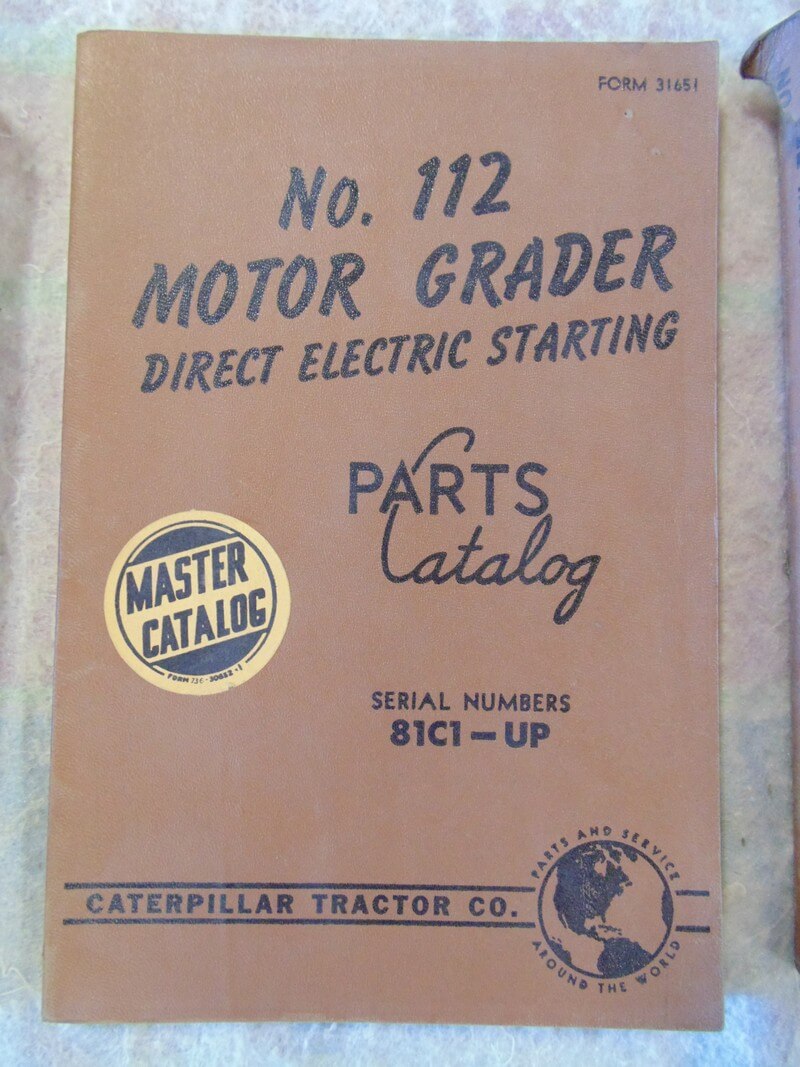 FORM 31651
No. 112
MOTOR GRADER
DIRECT ELECTRIC STARTING
PARTS
Catalog
MASTER
CATALOG
SERIAL NUMBERS
81C1 — UP
PARTS AND SERVICE
CATERPILLAR TRACTOR CO.
AROUND THE WORLD